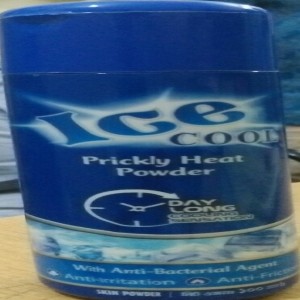 Ice
COOL
Prickly Heat
Powder
DAY
LONG
With Anti-Bacterial Agent
Anti-irritation
SKIN POWDER